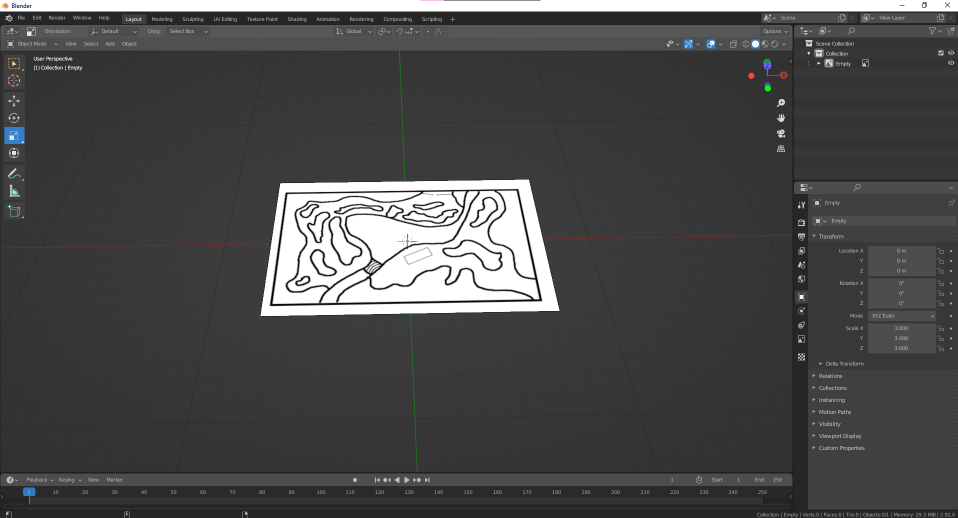 Blender
File Edit Render Window Help Layout Modeling Sculpting UV Editing Texture Paint Shading Animation Rendering Compositing Scripting Scene View Layer
Orientation: Default Drag: Select Box Global Options
Object Mode View Select Add Object
User Perspective
(1) Collection | Empty
Scene Collection
Collection
Empty
Empty
Empty
Transform
Location X 0 m
Y 0 m
Z 0 m
Rotation X 0°
Y 0°
Z 0°
Mode XYZ Euler
Scale X 3.000
Y 3.000
Z 3.000
Delta Transform
Relations
Collections
Instancing
Motion Paths
Visibility
Viewport Display
Custom Properties
Playback Keying View Marker 1 Start 1 End 250
1 10 20 30 40 50 60 70 80 90 100 110 120 130 140 150 160 170 180 190 200 210 220 230 240 250
Collection | Empty | Verts:0 | Faces:0 | Tris:0 | Objects:0/1 | Memory: 29.3 MiB | 2.92.0